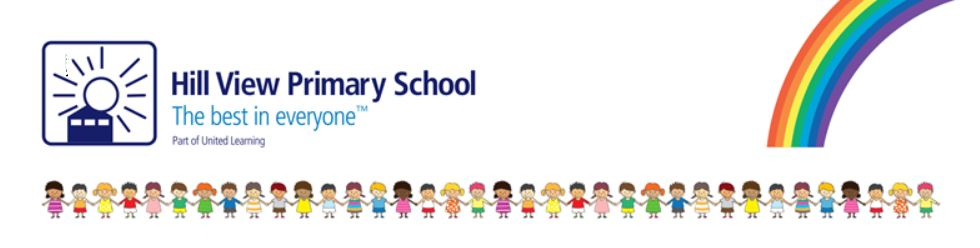 Hill View Primary School
The best in everyone™
Part of United Learning